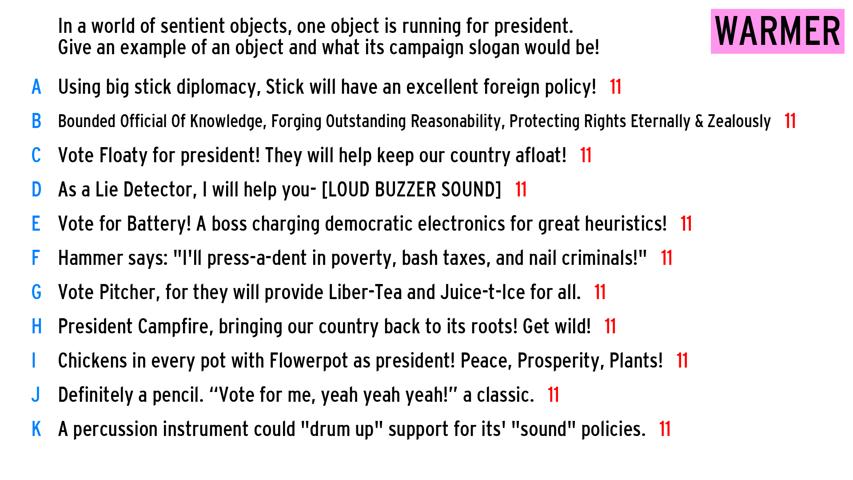 In a world of sentient objects, one object is running for president.
Give an example of an object and what its campaign slogan would be!
WARMER
A Using big stick diplomacy, Stick will have an excellent foreign policy! 11
B Bounded Official Of Knowledge, Forging Outstanding Reasonability, Protecting Rights Eternally & Zealously 11
C Vote Floaty for president! They will help keep our country afloat! 11
D As a Lie Detector, I will help you- [LOUD BUZZER SOUND] 11
E Vote for Battery! A boss charging democratic electronics for great heuristics! 11
F Hammer says: "I'll press-a-dent in poverty, bash taxes, and nail criminals!" 11
G Vote Pitcher, for they will provide Liber-Tea and Juice-t-Ice for all. 11
H President Campfire, bringing our country back to its roots! Get wild! 11
I Chickens in every pot with Flowerpot as president! Peace, Prosperity, Plants! 11
J Definitely a pencil. “Vote for me, yeah yeah yeah!” a classic. 11
K A percussion instrument could "drum up" support for its' "sound" policies. 11